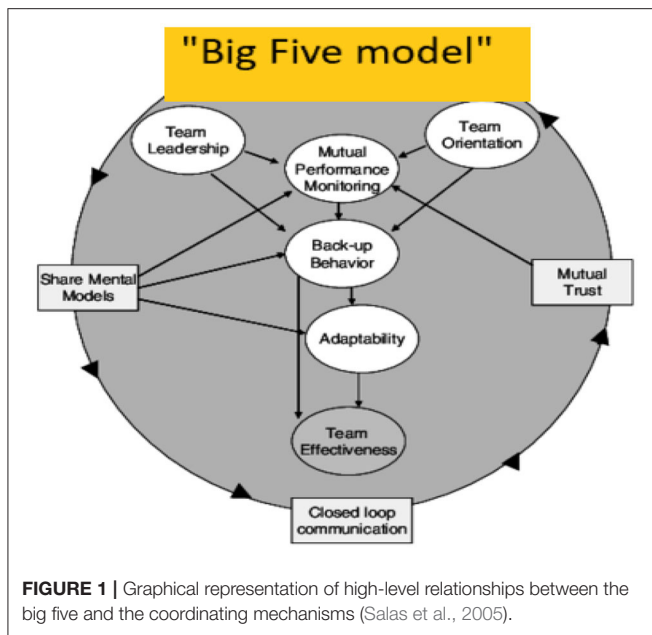 "Big Five model"
Team
Leadership
Team
Orientation
Mutual
Performance
Monitoring
Back-up
Behavior
Share Mental
Models
Mutual
Trust
Adaptability
Team
Effectiveness
Closed loop
communication
FIGURE 1 | Graphical representation of high-level relationships between the
big five and the coordinating mechanisms (Salas et al., 2005).